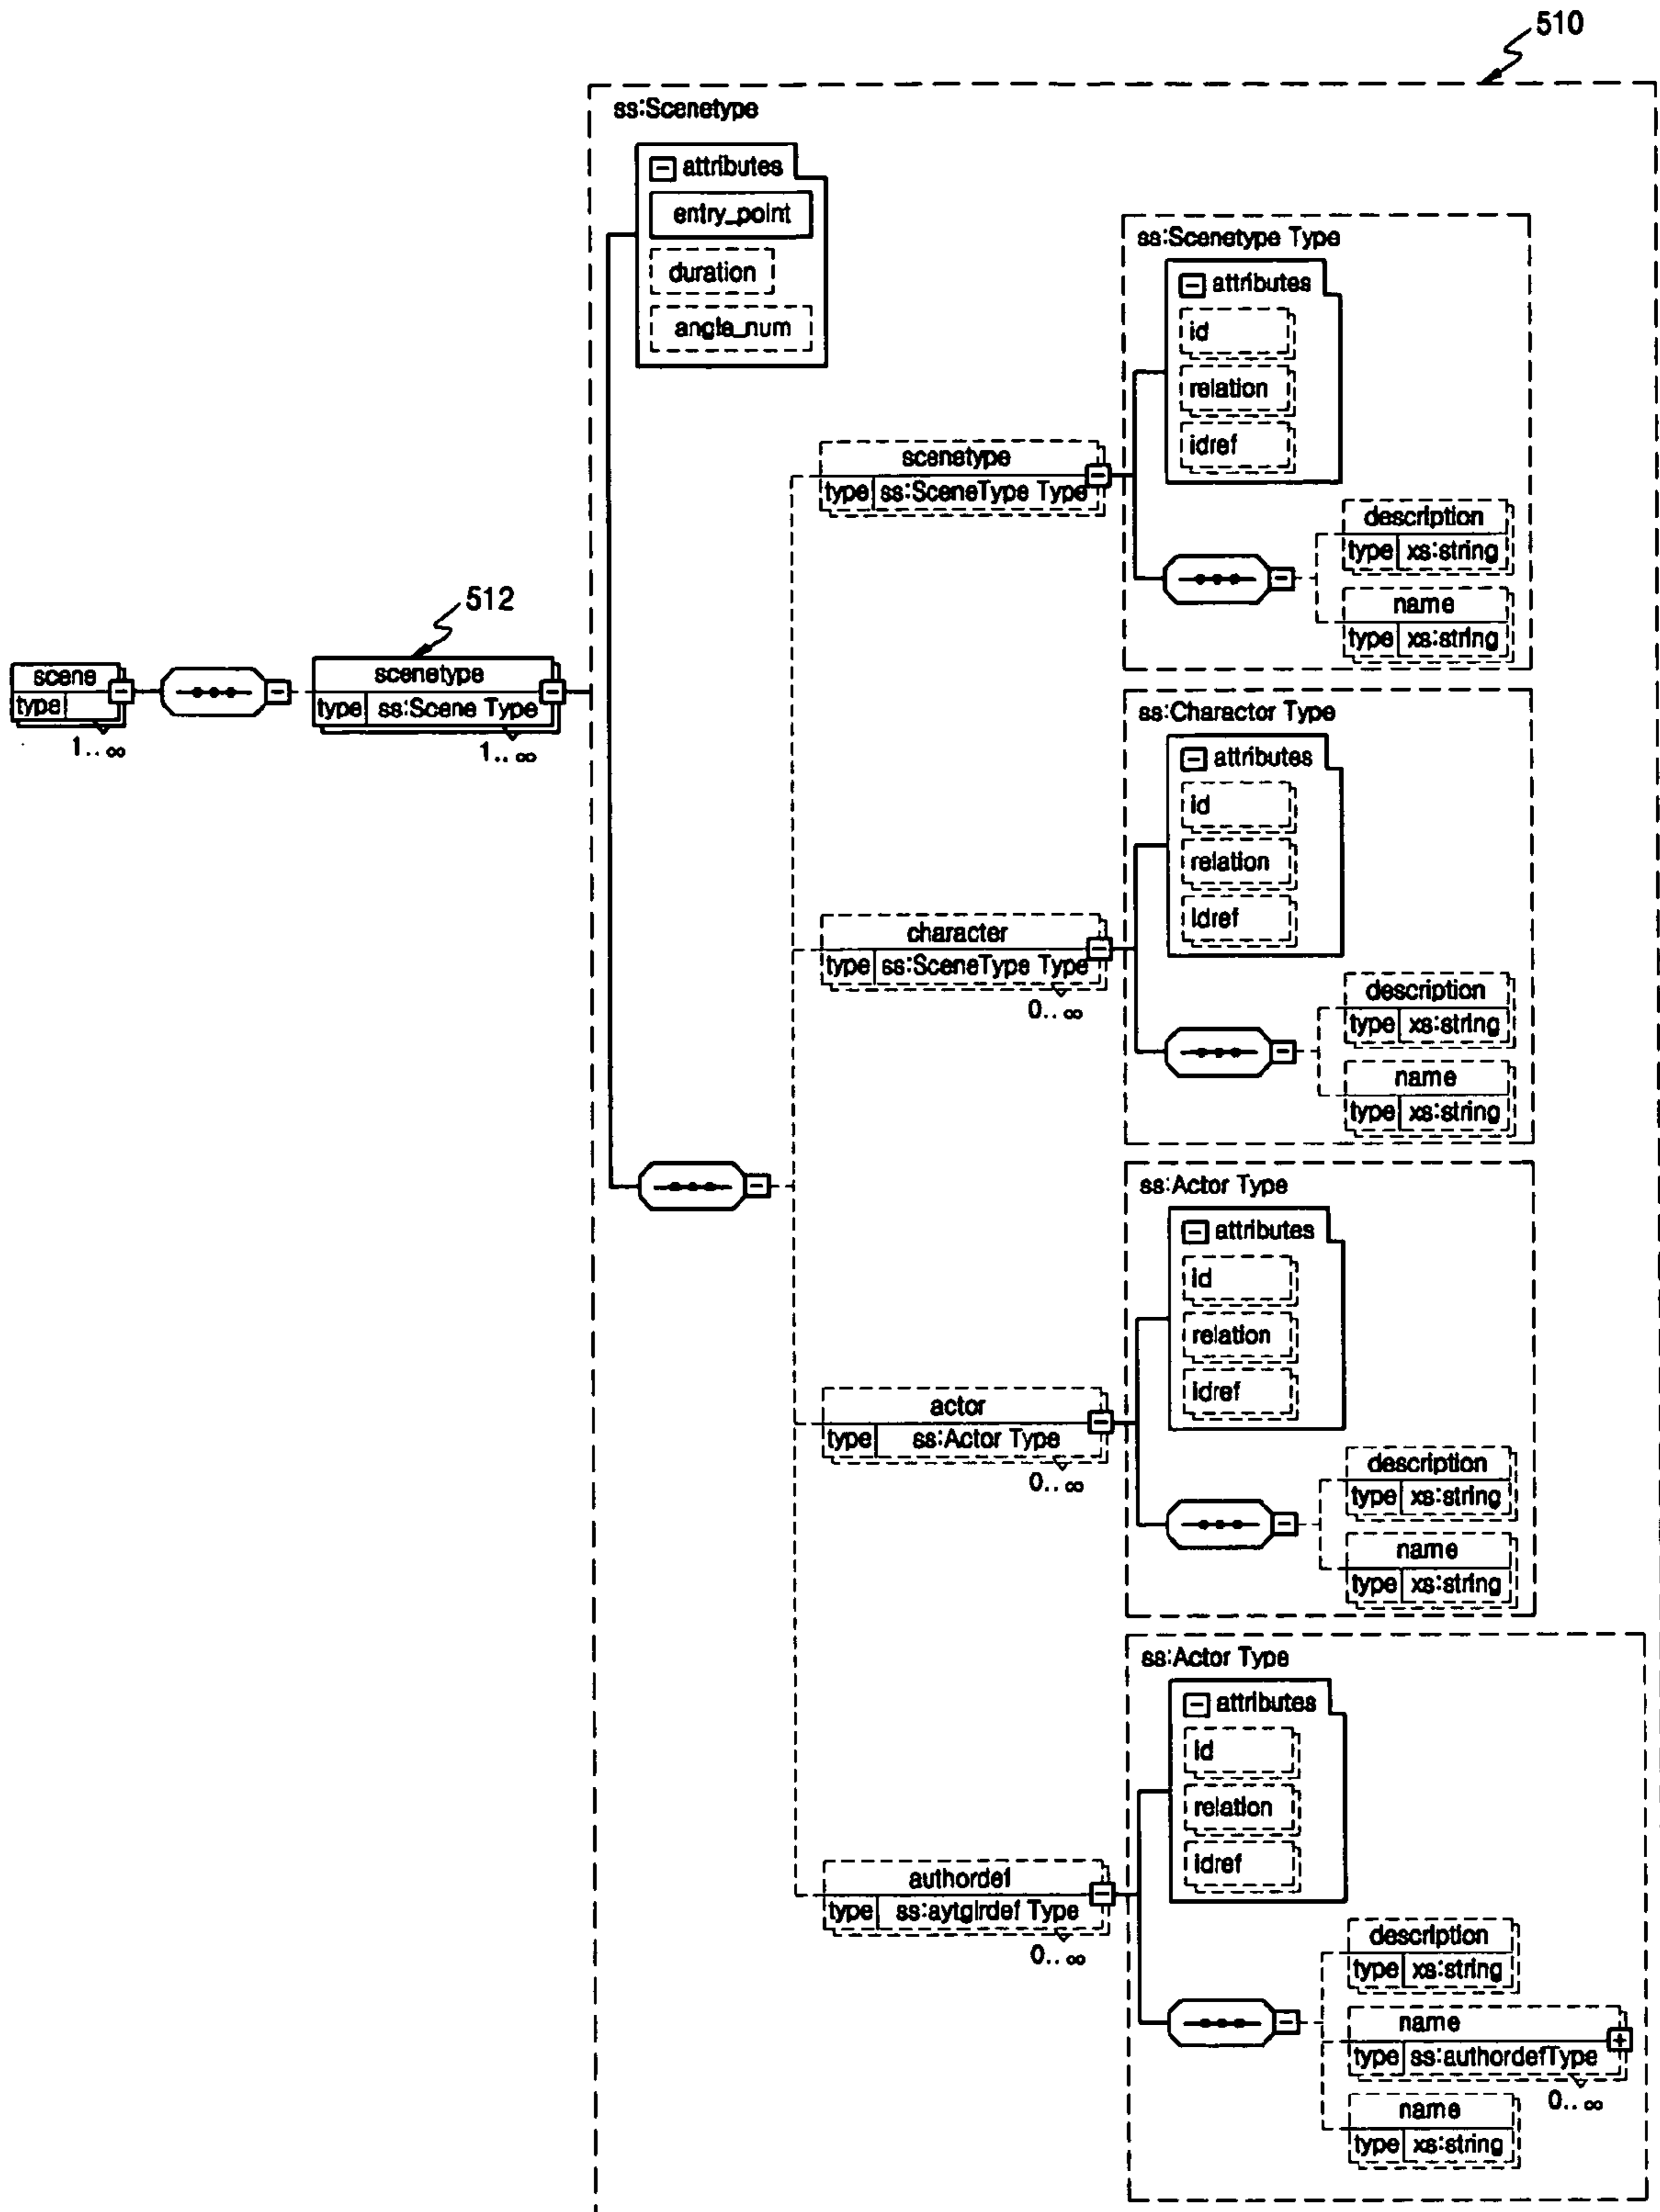 510
ss:Scenetype
attributes
entry_point
duration
angle_num
ss:Scenetype Type
attributes
id
relation
idref
scenetype
type ss:SceneType Type
description
type xs:string
name
type xs:string
512
scene
type
1.. ∞
scenetype
type ss:Scene Type
1.. ∞
ss:Charactor Type
attributes
id
relation
idref
character
type ss:SceneType Type
0.. ∞
description
type xs:string
name
type xs:string
ss:Actor Type
attributes
id
relation
idref
actor
type ss:Actor Type
0.. ∞
description
type xs:string
name
type xs:string
ss:Actor Type
attributes
id
relation
idref
authordef
type ss:aytglrdef Type
0.. ∞
description
type xs:string
name
type ss:authordefType
0.. ∞
name
type xs:string